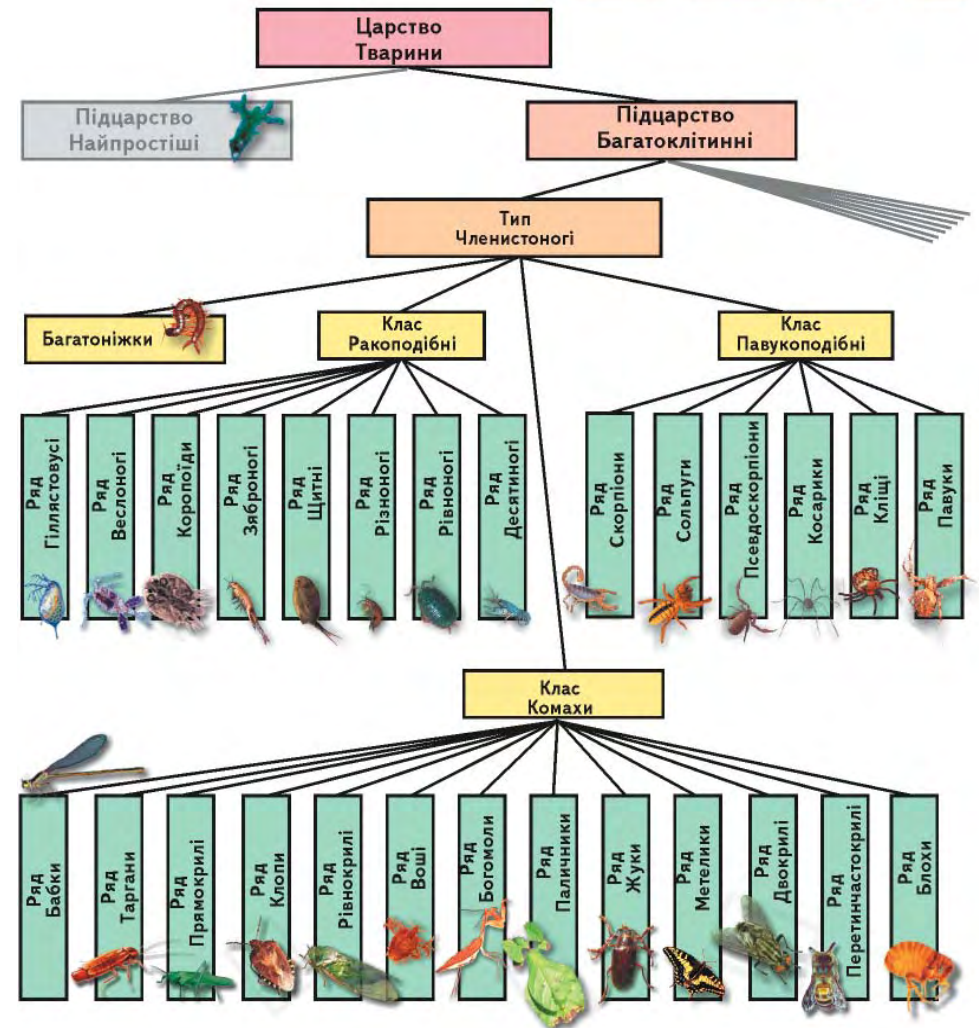 Царство
Тварини
Підцарство
Найпростіші
Підцарство
Багатоклітинні
Тип
Членистоногі
Багатоніжки
Клас
Ракоподібні
Клас
Павукоподібні
Ряд
Гіллястовусі
Ряд
Веслоногі
Ряд
Коропоїди
Ряд
Зяброногі
Ряд
Щитні
Ряд
Різноногі
Ряд
Рівноногі
Ряд
Десятиногі
Ряд
Скорпіони
Ряд
Сольпуги
Ряд
Псевдоскорпіони
Ряд
Косарики
Ряд
Кліщі
Ряд
Павуки
Клас
Комахи
Ряд
Бабки
Ряд
Таргани
Ряд
Прямокрилі
Ряд
Клопи
Ряд
Рівнокрилі
Ряд
Воші
Ряд
Богомоли
Ряд
Паличники
Ряд
Жуки
Ряд
Метелики
Ряд
Двокрилі
Ряд
Перетинчастокрилі
Ряд
Блохи